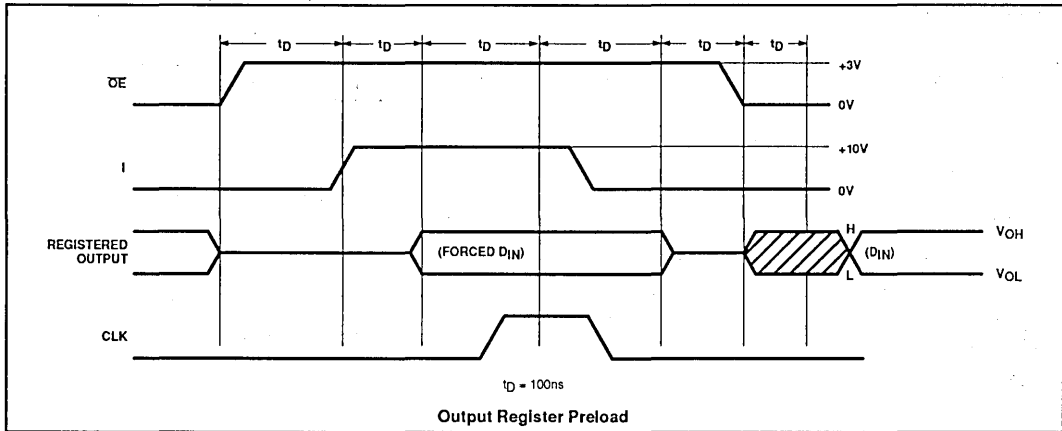 tD tD tD tD tD tD
OE
+3V
0V
I
+10V
0V
REGISTERED
OUTPUT
(FORCED DIN)
H
L
(DIN)
VOH
VOL
CLK
tD = 100ns
Output Register Preload